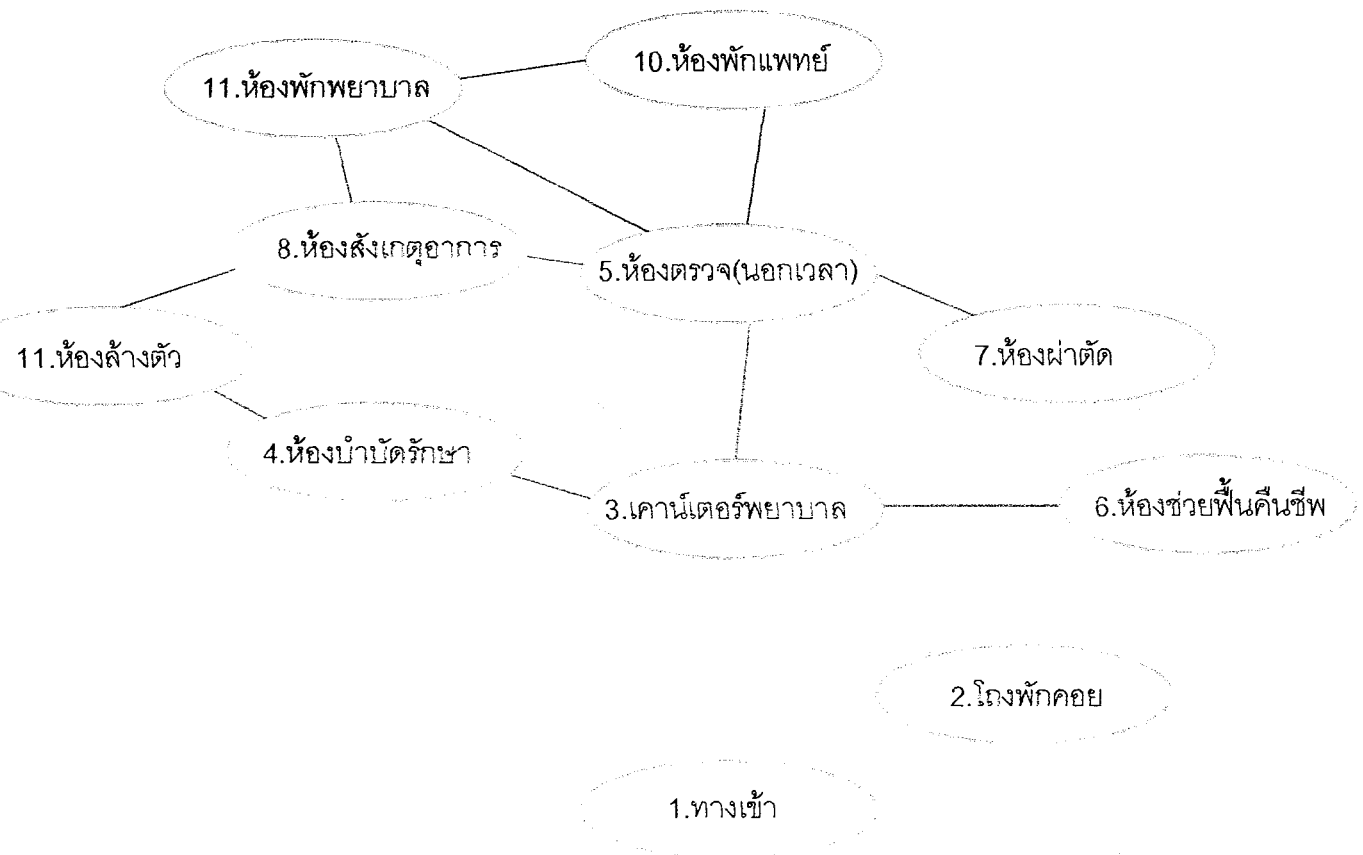 10.ห้องพักแพทย์
11.ห้องพักพยาบาล
8.ห้องสังเกตุอาการ
5.ห้องตรวจ(นอกเวลา)
11.ห้องล้างตัว
7.ห้องผ่าตัด
4.ห้องบำบัดรักษา
3.เคาน์เตอร์พยาบาล
6.ห้องช่วยฟื้นคืนชีพ
2.โถงพักคอย
1.ทางเข้า